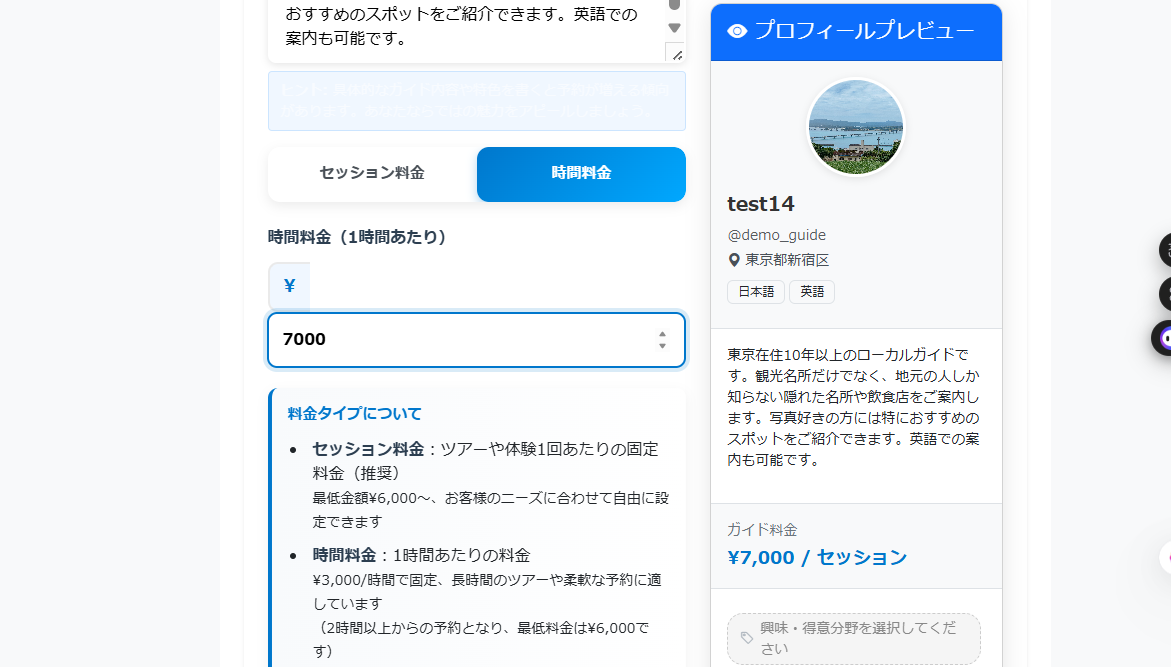 おすすめのスポットをご紹介できます。英語での
案内も可能です。
セッション料金
時間料金
時間料金（1時間あたり）
¥
7000
料金タイプについて
セッション料金：ツアーや体験1回あたりの固定
料金（推奨）
最低金額¥6,000〜、お客様のニーズに合わせて自由に設
定できます
時間料金：1時間あたりの料金
¥3,000/時間で固定、長時間のツアーや柔軟な予約に適
しています
（2時間以上からの予約となり、最低料金は¥6,000で
す）
プロフィールプレビュー
test14
@demo_guide
東京都新宿区
日本語
英語
東京在住10年以上のローカルガイドで
す。観光名所だけでなく、地元の人しか
知らない隠れた名所や飲食店をご案内し
ます。写真好きの方には特におすすめの
スポットをご紹介できます。英語での案
内も可能です。
ガイド料金
¥7,000 / セッション
興味・得意分野を選択してくだ
さい